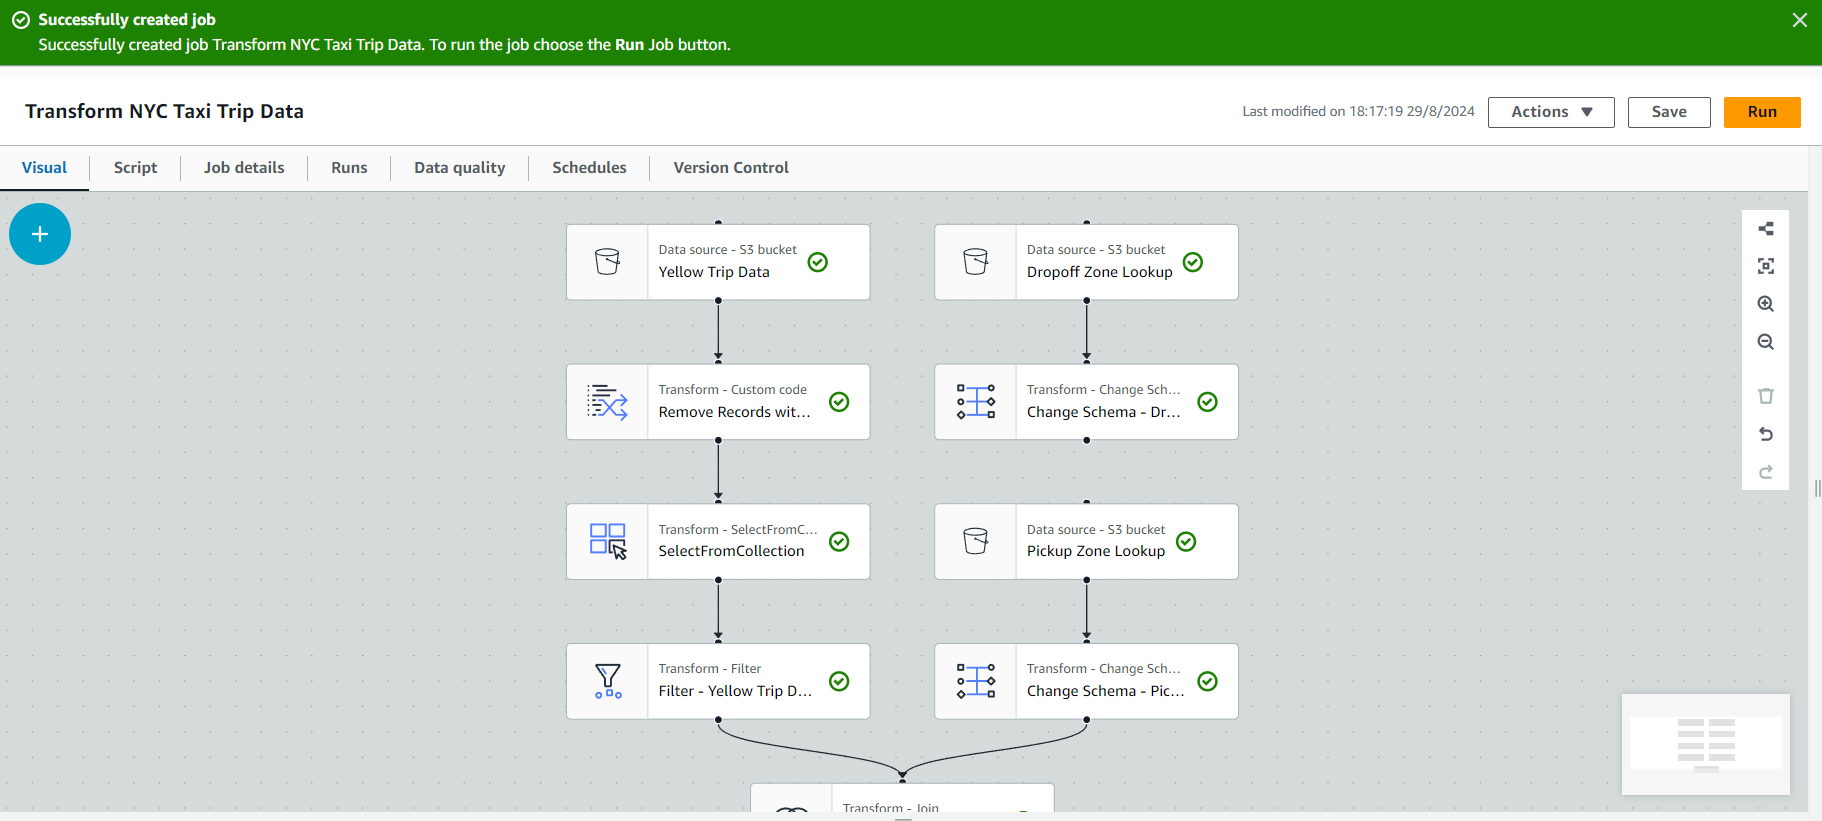 Successfully created job
Successfully created job Transform NYC Taxi Trip Data. To run the job choose the Run Job button.
Transform NYC Taxi Trip Data
Last modified on 18:17:19 29/8/2024
Actions
Save
Run
Visual
Script
Job details
Runs
Data quality
Schedules
Version Control
Data source - S3 bucket
Yellow Trip Data
Data source - S3 bucket
Dropoff Zone Lookup
Transform - Custom code
Remove Records wit...
Transform - Change Sch...
Change Schema - Dr...
Transform - SelectFromC...
SelectFromCollection
Data source - S3 bucket
Pickup Zone Lookup
Transform - Filter
Filter - Yellow Trip D...
Transform - Change Sch...
Change Schema - Pic...
Transform - Join